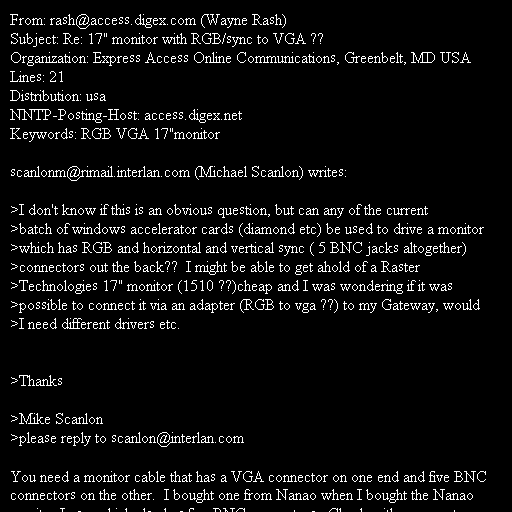 From: rash@access.digex.com (Wayne Rash)
Subject: Re: 17" monitor with RGB/sync to VGA ??
Organization: Express Access Online Communications, Greenbelt, MD USA
Lines: 21
Distribution: usa
NNTP-Posting-Host: access.digex.net
Keywords: RGB VGA 17"monitor

scanlonm@rimail.interlan.com (Michael Scanlon) writes:

>I don't know if this is an obvious question, but can any of the current
>batch of windows accelerator cards (diamond etc) be used to drive a monitor
>which has RGB and horizontal and vertical sync ( 5 BNC jacks altogether)
>connectors out the back??  I might be able to get ahold of a Raster
>Technologies 17" monitor (1510 ??)cheap and I was wondering if it was
>possible to connect it via an adapter (RGB to vga ??) to my Gateway, would
>I need different drivers etc.

>Thanks

>Mike Scanlon
>please reply to scanlon@interlan.com

You need a monitor cable that has a VGA connector on one end and five BNC
connectors on the other.  I bought one from Nanao when I bought the Nanao